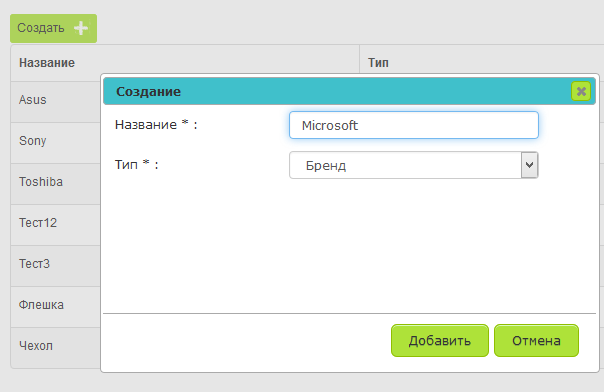 Создать
Название Тип
Создание
Asus
Название * : Microsoft
Sony
Тип * : Бренд
Toshiba
Тест12
Тест3
Флешка
Добавить Отмена
Чехол